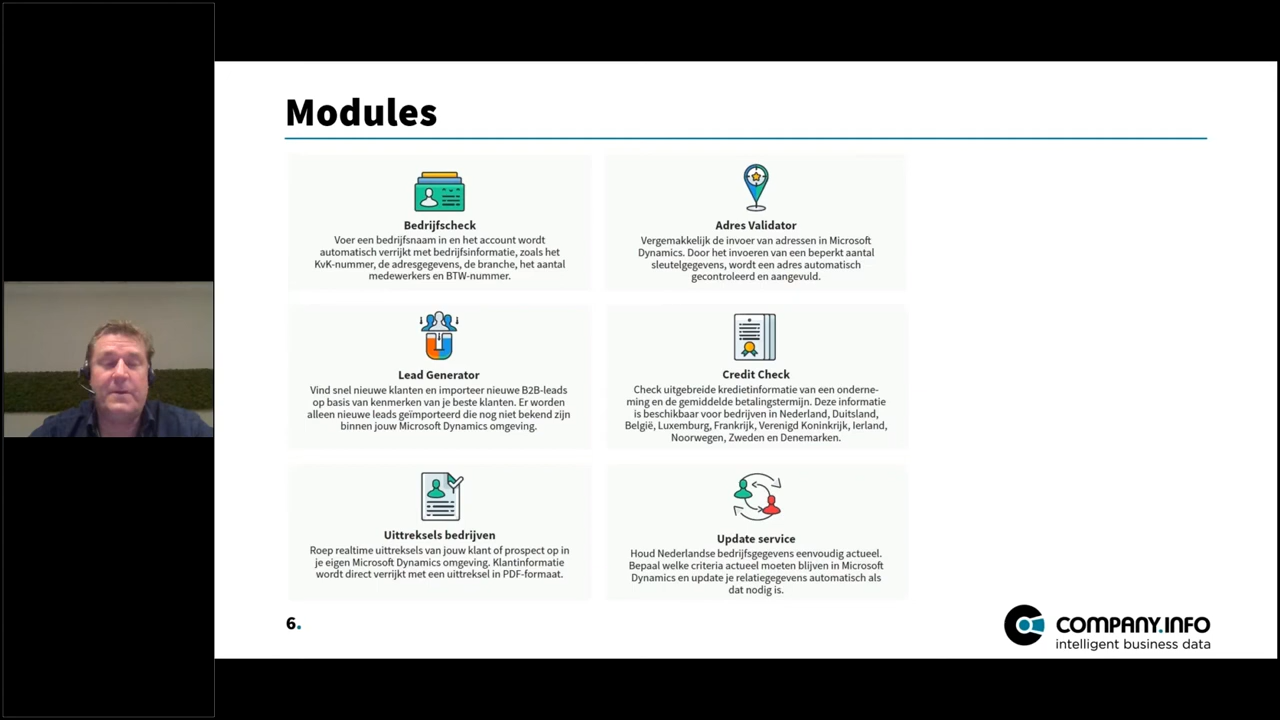 Modules
Bedrijfscheck
Voer een bedrijfsnaam in en het account wordt
automatisch verrijkt met bedrijfsinformatie, zoals het
KvK-nummer, de adresgegevens, de branche, het aantal
medewerkers en BTW-nummer.
Adres Validator
Vergemakkelijk de invoer van adressen in Microsoft
Dynamics. Door het invoeren van een beperkt aantal
sleutelgegevens, wordt een adres automatisch
gecontroleerd en aangevuld.
Lead Generator
Vind snel nieuwe klanten en importeer nieuwe B2B-leads
op basis van kenmerken van je beste klanten. Er worden
alleen nieuwe leads geïmporteerd die nog niet bekend zijn
binnen jouw Microsoft Dynamics omgeving.
Credit Check
Check uitgebreide kredietinformatie van een onderne-
ming en de gemiddelde betalingstermijn. Deze informatie
is beschikbaar voor bedrijven in Nederland, Duitsland,
België, Luxemburg, Frankrijk, Verenigd Koninkrijk, Ierland,
Noorwegen, Zweden en Denemarken.
Uittreksels bedrijven
Roep realtime uittreksels van jouw klant of prospect op in
je eigen Microsoft Dynamics omgeving. Klantinformatie
wordt direct verrijkt met een uittreksel in PDF-formaat.
Update service
Houd Nederlandse bedrijfsgegevens eenvoudig actueel.
Bepaal welke criteria actueel moeten blijven in Microsoft
Dynamics en update je relatiegegevens automatisch als
dat nodig is.
6.
COMPANY.INFO
intelligent business data